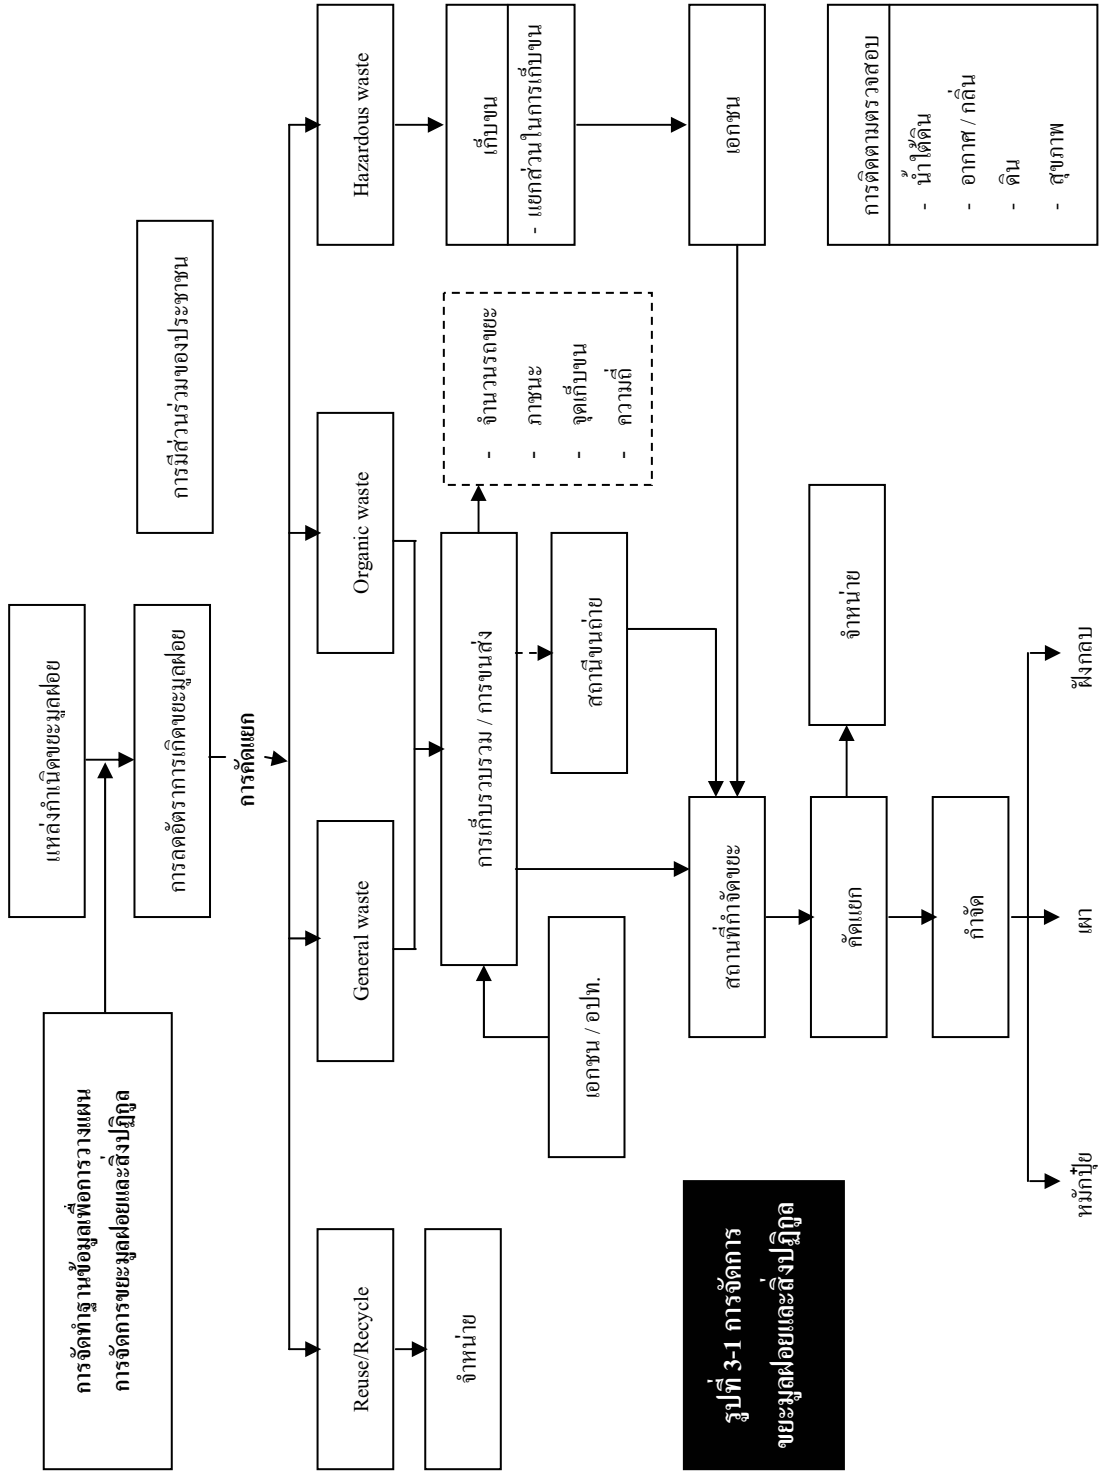 แหล่งกำเนิดขยะมูลฝอย
การจัดทำฐานข้อมูลเพื่อการวางแผน
การจัดการขยะมูลฝอยและสิ่งปฏิกูล
การลดอัตราการเกิดขยะมูลฝอย
การมีส่วนร่วมของประชาชน
การคัดแยก
Reuse/Recycle
General waste
Organic waste
Hazardous waste
จำหน่าย
การเก็บรวบรวม / การขนส่ง
- จำนวนรถขยะ
- ภาชนะ
- จุดเก็บขน
- ความถี่
เก็บขน
- แยกส่วนในการเก็บขน
เอกชน / อปท.
สถานีขนถ่าย
เอกชน
สถานที่กำจัดขยะ
คัดแยก
จำหน่าย
กำจัด
หมักปุ๋ย
เผา
ฝังกลบ
การติดตามตรวจสอบ
- น้ำใต้ดิน
- อากาศ / กลิ่น
- ดิน
- สุขภาพ
รูปที่ 3-1 การจัดการ
ขยะมูลฝอยและสิ่งปฏิกูล